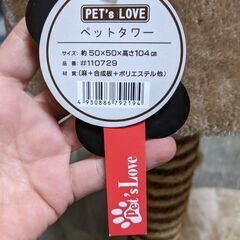 PET's LOVE
ペットタワー
サイズ：約50×50×高さ104㎝
品番：#110729
材質：(麻＋合成板＋ポリエステル他)
4 930886 792194
Pet's Love